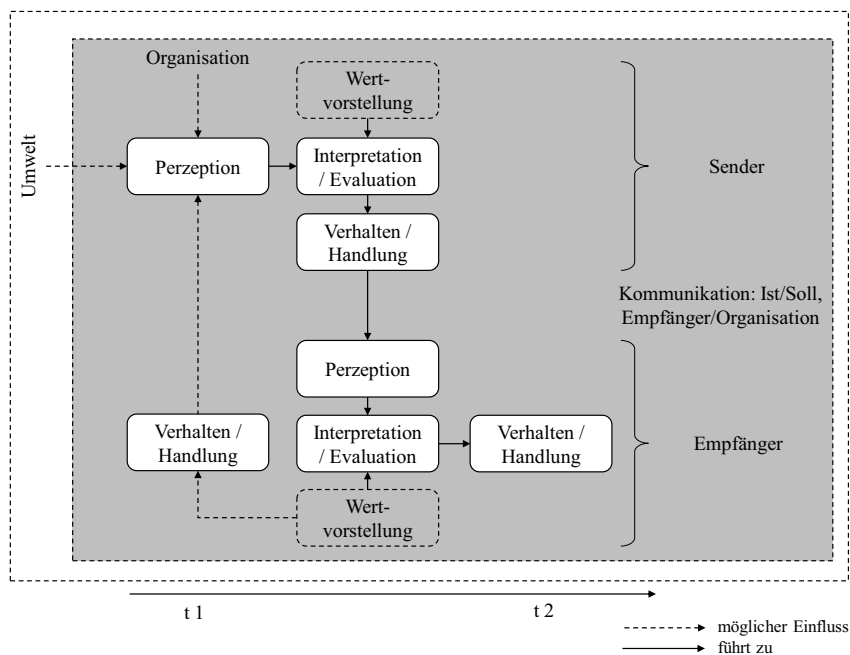 Organisation
Wert-
vorstellung
Umwelt
Perzeption
Interpretation
/ Evaluation
Sender
Verhalten /
Handlung
Kommunikation: Ist/Soll,
Empfänger/Organisation
Perzeption
Verhalten /
Handlung
Interpretation
/ Evaluation
Verhalten /
Handlung
Empfänger
Wert-
vorstellung
t 1
t 2
möglicher Einfluss
führt zu